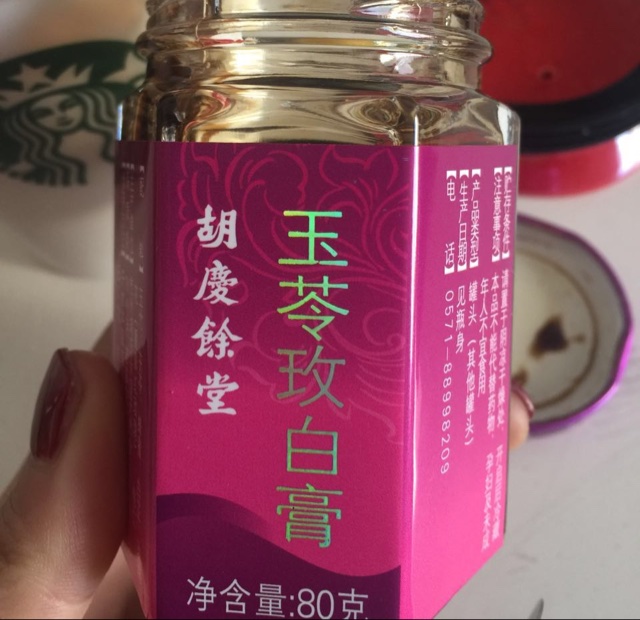 玉苓玫白膏
胡慶餘堂
净含量:80克
【贮存条件】
【注意事项】本品不能代替药物
年人不宜食用
【产品类型】罐头（其他罐头）
【生产日期】见瓶身
【电 话】0571-88998209